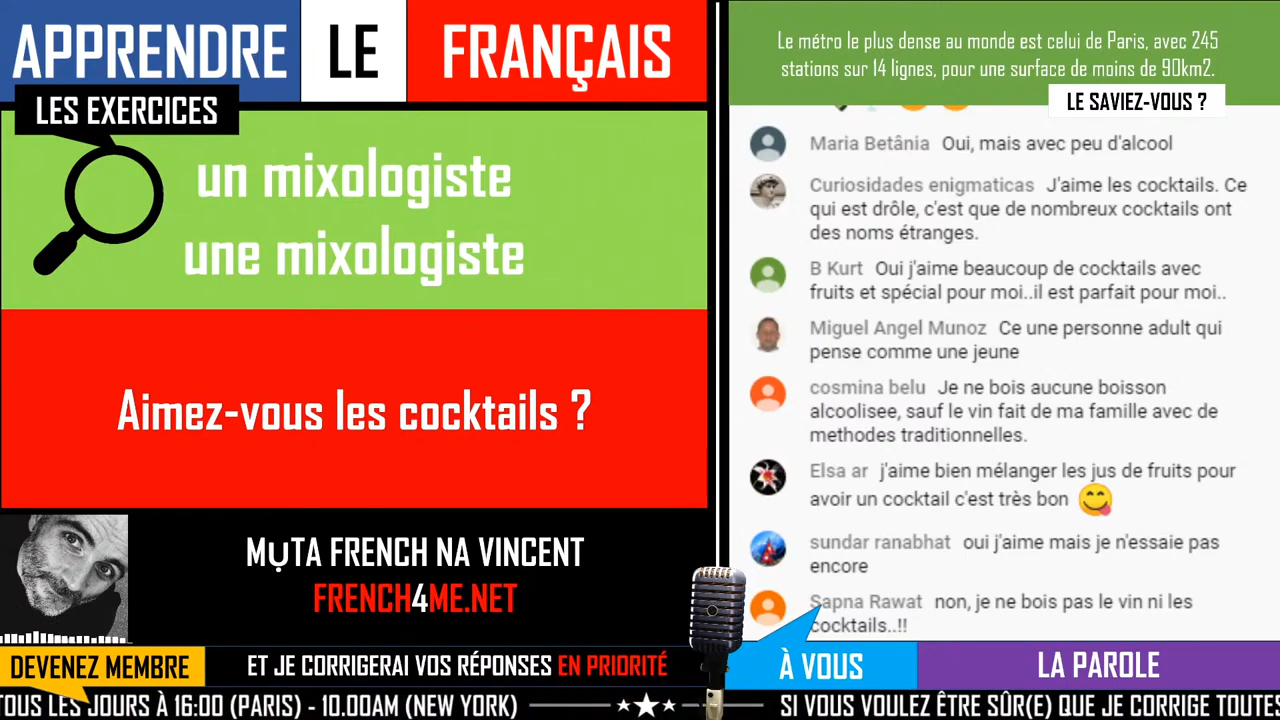 APPRENDRE LE FRANÇAIS
LES EXERCICES
un mixologiste
une mixologiste
Aimez-vous les cocktails ?
MụTA FRENCH NA VINCENT
FRENCH4ME.NET
DEVENEZ MEMBRE
ET JE CORRIGERAI VOS RÉPONSES EN PRIORITÉ
Le métro le plus dense au monde est celui de Paris, avec 245
stations sur 14 lignes, pour une surface de moins de 90km2.
LE SAVIEZ-VOUS ?
Maria Betânia Oui, mais avec peu d'alcool
Curiosidades enigmaticas J'aime les cocktails. Ce
qui est drôle, c'est que de nombreux cocktails ont
des noms étranges.
B Kurt Oui j'aime beaucoup de cocktails avec
fruits et spécial pour moi..il est parfait pour moi..
Miguel Angel Munoz Ce une personne adult qui
pense comme une jeune
cosmina belu Je ne bois aucune boisson
alcoolisee, sauf le vin fait de ma famille avec de
methodes traditionnelles.
Elsa ar j'aime bien mélanger les jus de fruits pour
avoir un cocktail c'est très bon 😋
sundar ranabhat oui j'aime mais je n'essaie pas
encore
Sapna Rawat non, je ne bois pas le vin ni les
cocktails..!!
À VOUS LA PAROLE
TOUS LES JOURS À 16:00 (PARIS) - 10.00AM (NEW YORK) SI VOUS VOULEZ ÊTRE SÛR(E) QUE JE CORRIGE TOUTES